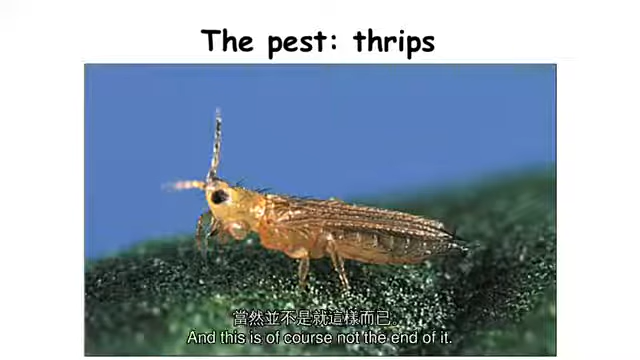 The pest: thrips
當然並不是就這樣而已。
And this is of course not the end of it.